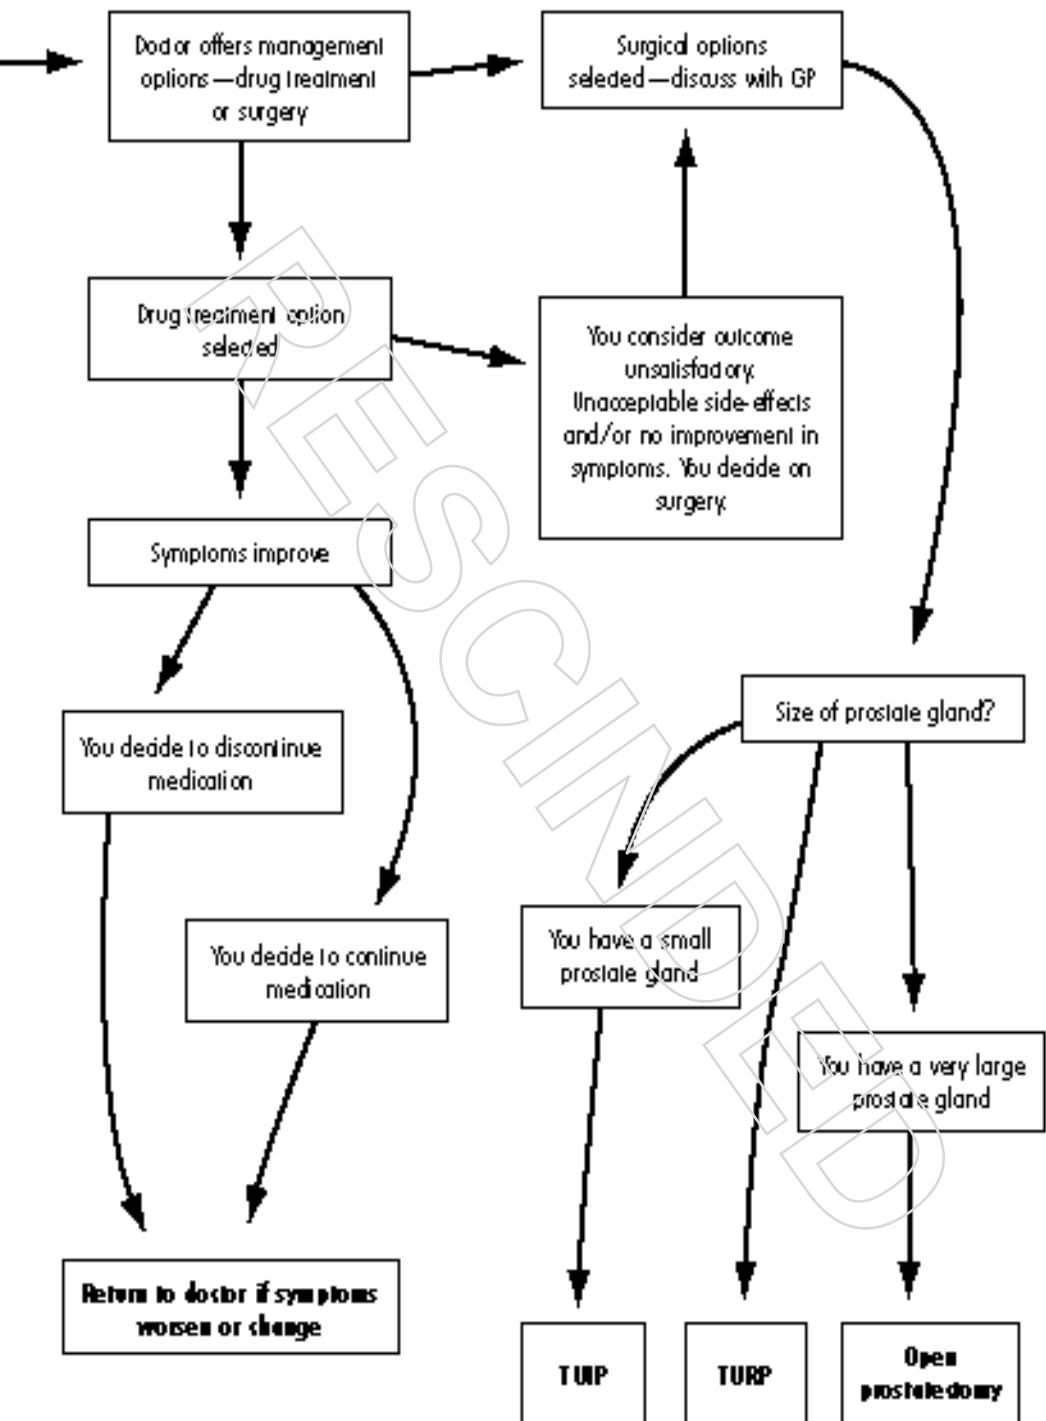 Doctor offers management
options—drug treatment
or surgery
Surgical options
selected—discuss with GP
Drug treatment option
selected
You consider outcome
unsatisfactory.
Unacceptable side-effects
and/or no improvement in
symptoms. You decide on
surgery.
Symptoms improve
Size of prostate gland?
You decide to discontinue
medication
You decide to continue
medication
You have a small
prostate gland
You have a very large
prostate gland
Return to doctor if symptoms
worsen or change
TUIP
TURP
Open
prostatectomy
RESCINDED